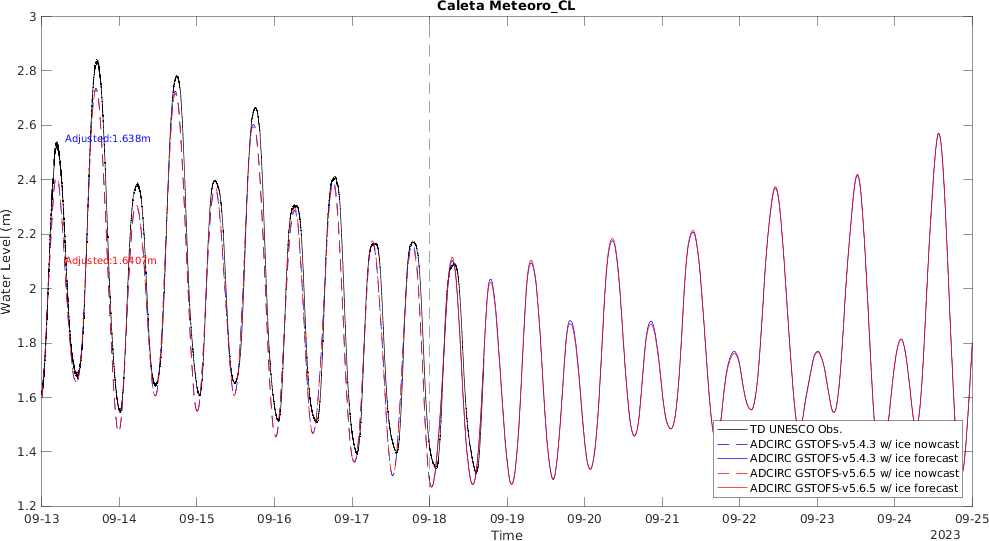 Caleta Meteoro_CL
3
2.8
2.6
2.4
2.2
2
1.8
1.6
1.4
1.2
Water Level (m)
Adjusted:1.638m
Adjusted:1.6407m
TD UNESCO Obs.
ADCIRC GSTOFS-v5.4.3 w/ ice nowcast
ADCIRC GSTOFS-v5.4.3 w/ ice forecast
ADCIRC GSTOFS-v5.6.5 w/ ice nowcast
ADCIRC GSTOFS-v5.6.5 w/ ice forecast
09-13 09-14 09-15 09-16 09-17 09-18 09-19 09-20 09-21 09-22 09-23 09-24 09-25
Time
2023